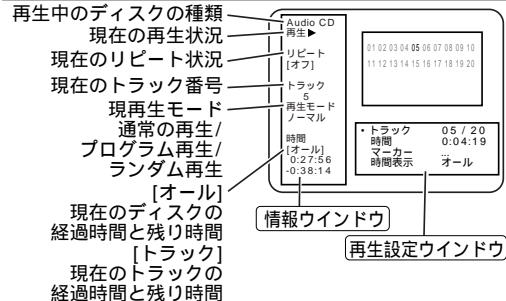 再生中のディスクの種類
現在の再生状況
現在のリピート状況
現在のトラック番号
現再生モード
通常の再生/
プログラム再生/
ランダム再生
[オール]
現在のディスクの
経過時間と残り時間
[トラック]
現在のトラックの
経過時間と残り時間
Audio CD
再生▶
リピート
[オフ]
トラック
5
再生モード
ノーマル
時間
[オール]
0:27:56
-0:38:14
情報ウインドウ
01 02 03 04 05 06 07 08 09 10
11 12 13 14 15 16 17 18 19 20
・トラック 05 / 20
時間 0:04:19
マーカー ...
時間表示 オール
再生設定ウインドウ